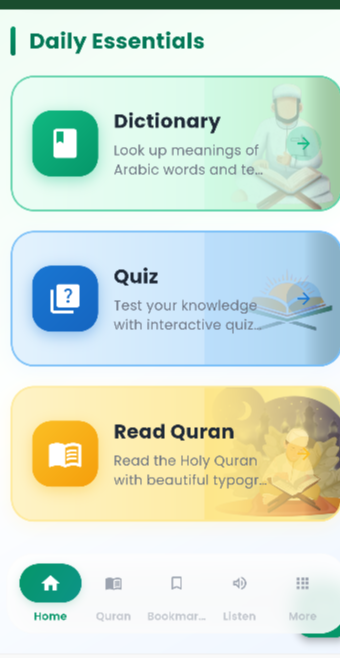 Daily Essentials
Dictionary
Look up meanings of
Arabic words and te...
Quiz
Test your knowledge
with interactive quiz...
Read Quran
Read the Holy Quran
with beautiful typogr...
Home Quran Bookmar... Listen More